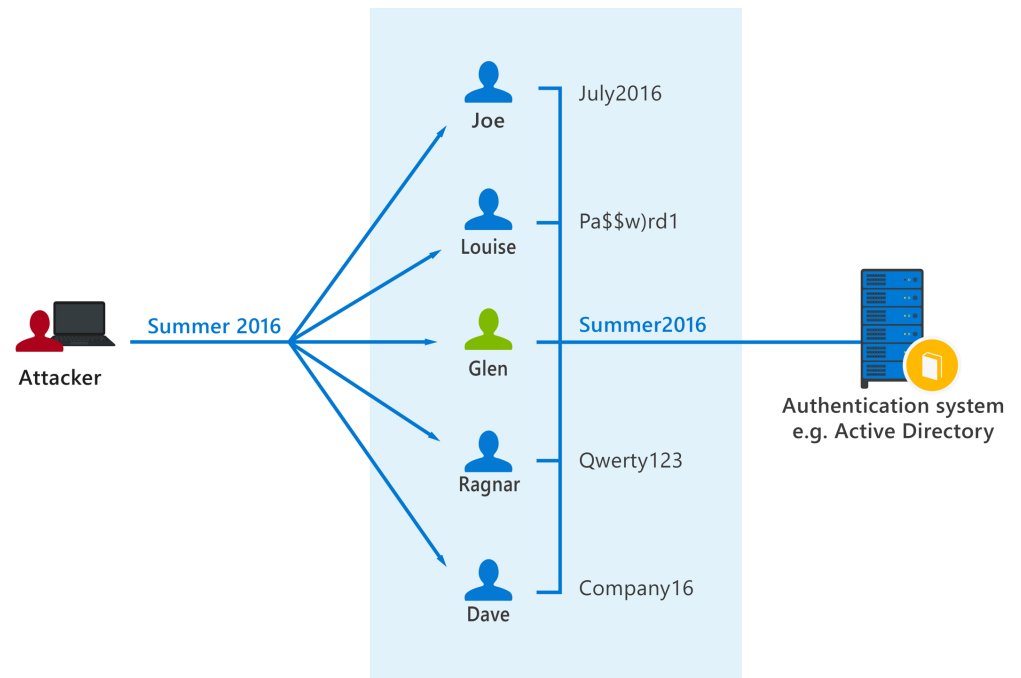 Joe
July2016
Louise
Pa$$w)rd1
Summer 2016
Glen
Summer2016
Attacker
Authentication system
e.g. Active Directory
Ragnar
Qwerty123
Dave
Company16